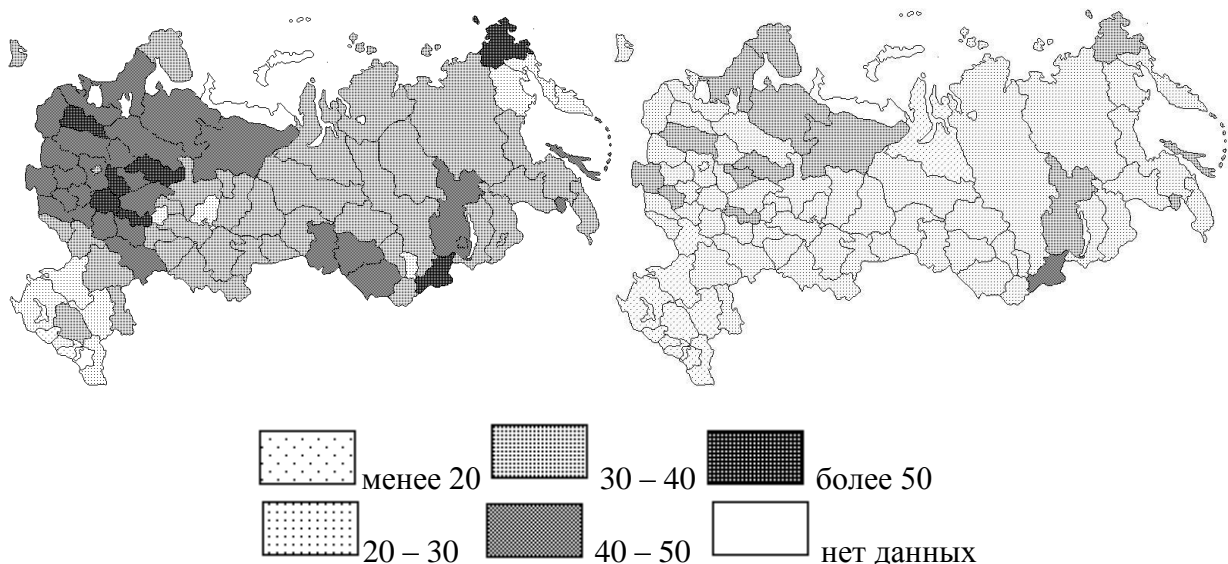 менее 20 30 – 40 более 50
20 – 30 40 – 50 нет данных